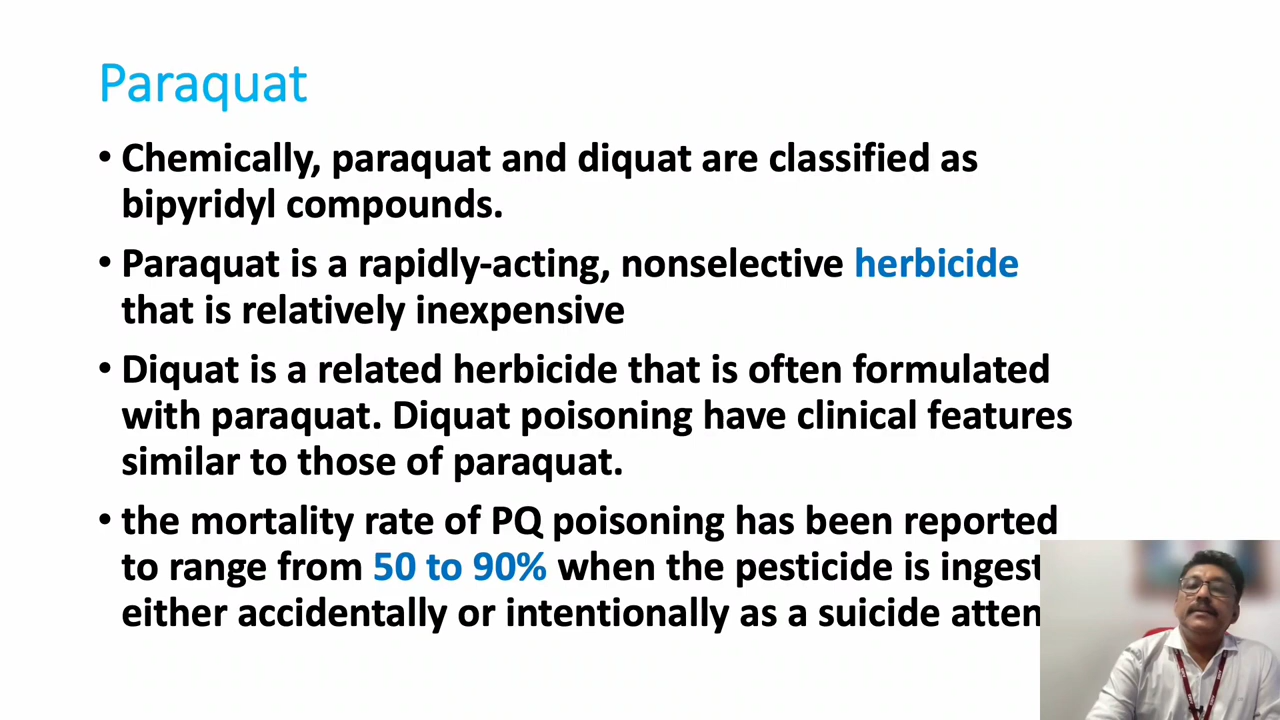 Paraquat
• Chemically, paraquat and diquat are classified as
bipyridyl compounds.
• Paraquat is a rapidly-acting, nonselective herbicide
that is relatively inexpensive
• Diquat is a related herbicide that is often formulated
with paraquat. Diquat poisoning have clinical features
similar to those of paraquat.
• the mortality rate of PQ poisoning has been reported
to range from 50 to 90% when the pesticide is ingest
either accidentally or intentionally as a suicide atten